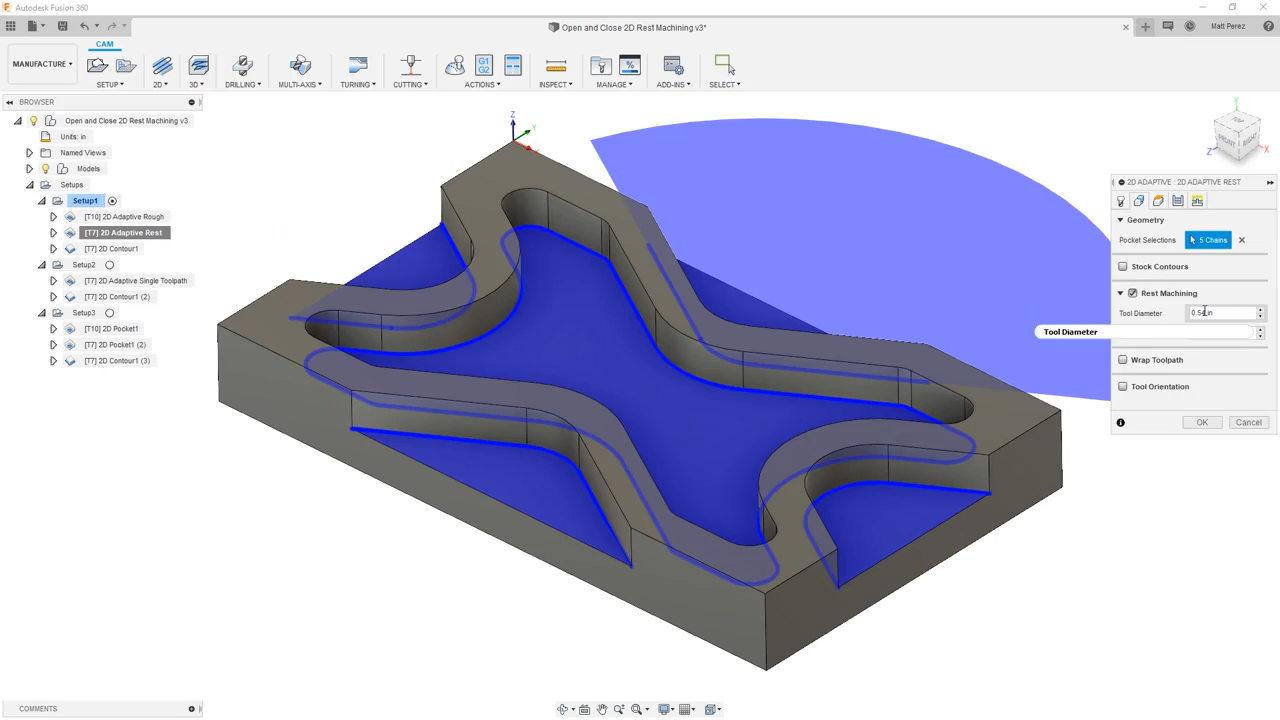 Autodesk Fusion 360
Open and Close 2D Rest Machining v3*
Matt Perez
CAM
MANUFACTURE
SETUP
2D
3D
DRILLING
MULTI-AXIS
TURNING
CUTTING
G1
G2
ACTIONS
INSPECT
MANAGE
ADD-INS
SELECT
BROWSER
Open and Close 2D Rest Machining v3
Units: in
Named Views
Models
Setups
Setup1
[T10] 2D Adaptive Rough
[T7] 2D Adaptive Rest
[T7] 2D Contour1
Setup2
[T7] 2D Adaptive Single Toolpath
[T7] 2D Contour1 (2)
Setup3
[T10] 2D Pocket1
[T7] 2D Pocket1 (2)
[T7] 2D Contour1 (3)
Z
Y
Y
TOP
FRONT
RIGHT
Z
X
2D ADAPTIVE : 2D ADAPTIVE REST
Geometry
Pocket Selections
5 Chains
Stock Contours
Rest Machining
Tool Diameter
Tool Diameter
Wrap Toolpath
Tool Orientation
OK
Cancel
COMMENTS